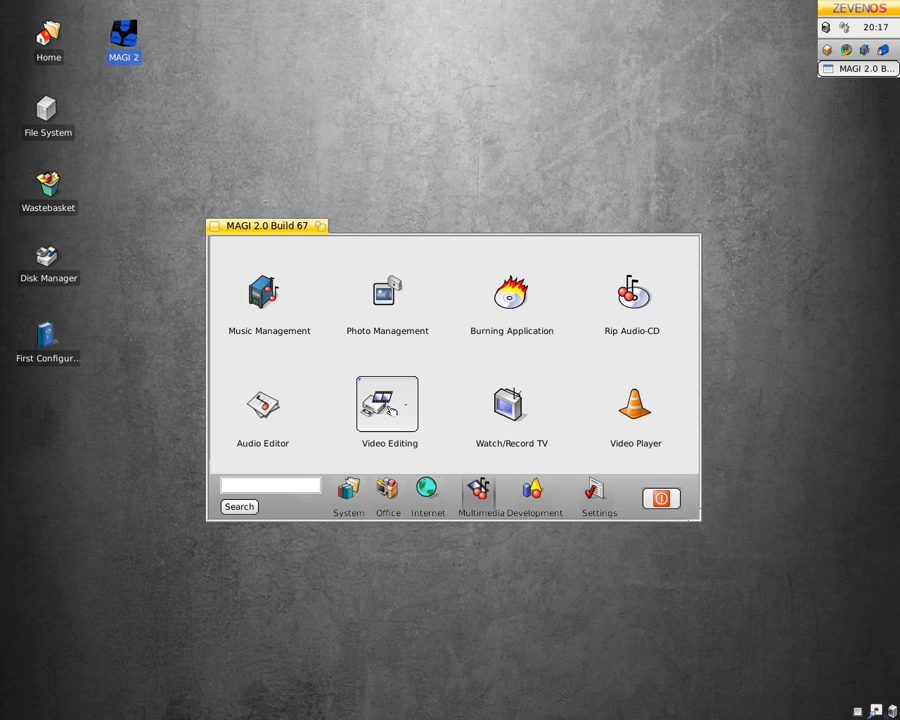 ZEVENOS
20:17
MAGI 2.0 B...
Home
MAGI 2
File System
Wastebasket
Disk Manager
First Configur...
MAGI 2.0 Build 67
Music Management
Photo Management
Burning Application
Rip Audio-CD
Audio Editor
Video Editing
Watch/Record TV
Video Player
Search
System
Office
Internet
Multimedia
Development
Settings